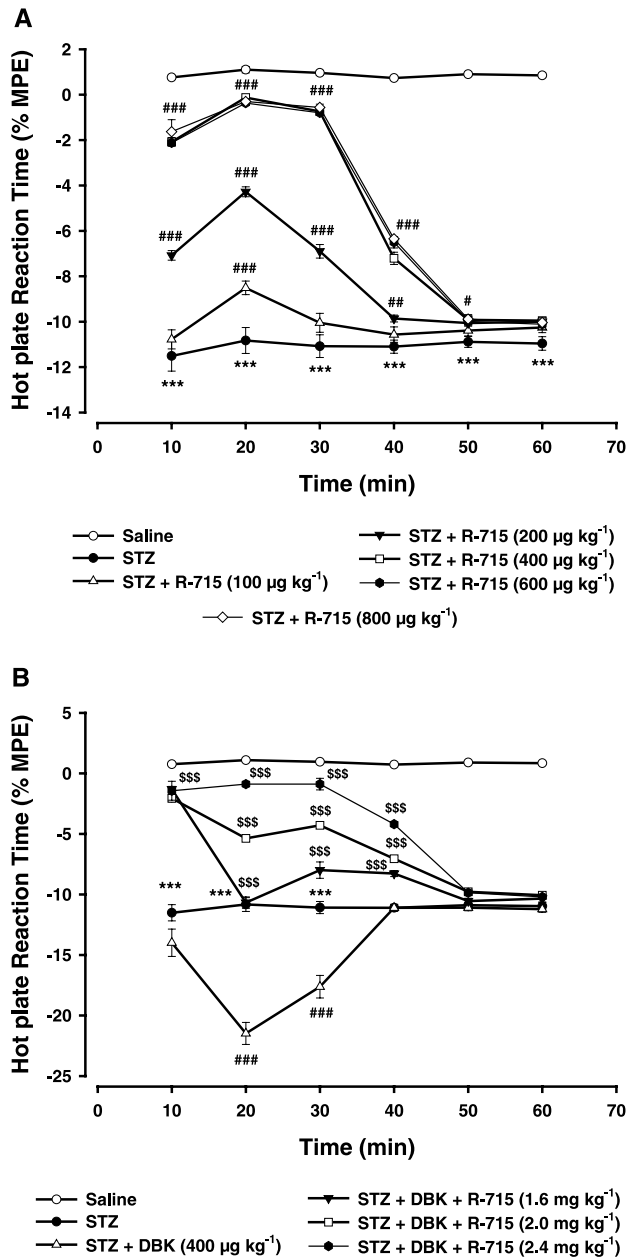 A
Hot plate Reaction Time (% MPE)
2
0
-2
-4
-6
-8
-10
-12
-14
###
###
###
###
###
###
###
###
##
#
***
***
***
***
***
***
0 10 20 30 40 50 60 70
Time (min)
Saline
STZ
STZ + R-715 (100 µg kg⁻¹)
STZ + R-715 (200 µg kg⁻¹)
STZ + R-715 (400 µg kg⁻¹)
STZ + R-715 (600 µg kg⁻¹)
STZ + R-715 (800 µg kg⁻¹)
B
Hot plate Reaction Time (% MPE)
5
0
-5
-10
-15
-20
-25
$$$
$$$
$$$
$$$
$$$
$$$
$$$
$$$
$$$
$$$
***
***
***
###
###
0 10 20 30 40 50 60 70
Time (min)
Saline
STZ
STZ + DBK (400 µg kg⁻¹)
STZ + DBK + R-715 (1.6 mg kg⁻¹)
STZ + DBK + R-715 (2.0 mg kg⁻¹)
STZ + DBK + R-715 (2.4 mg kg⁻¹)